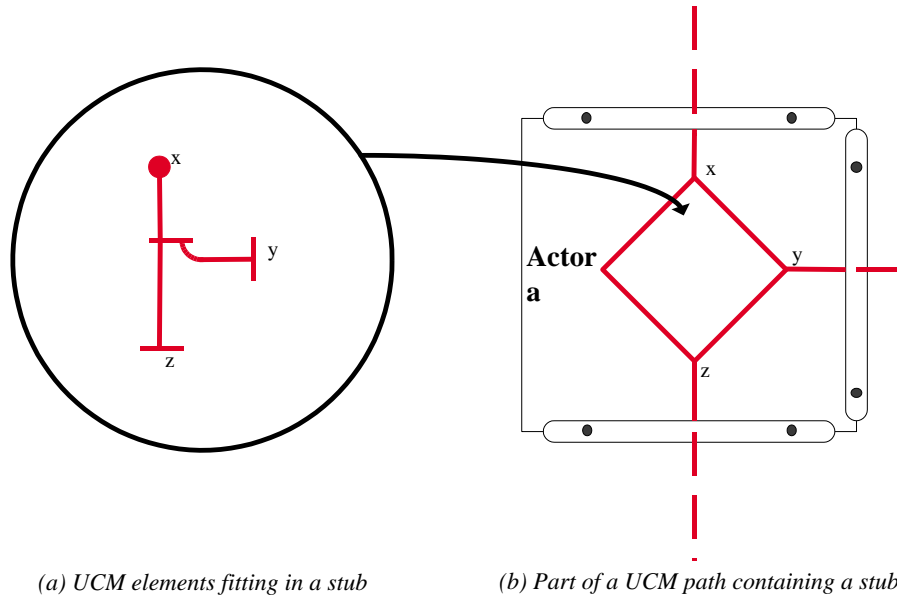 x
y
z
x
Actor
a
y
z
(a) UCM elements fitting in a stub
(b) Part of a UCM path containing a stub